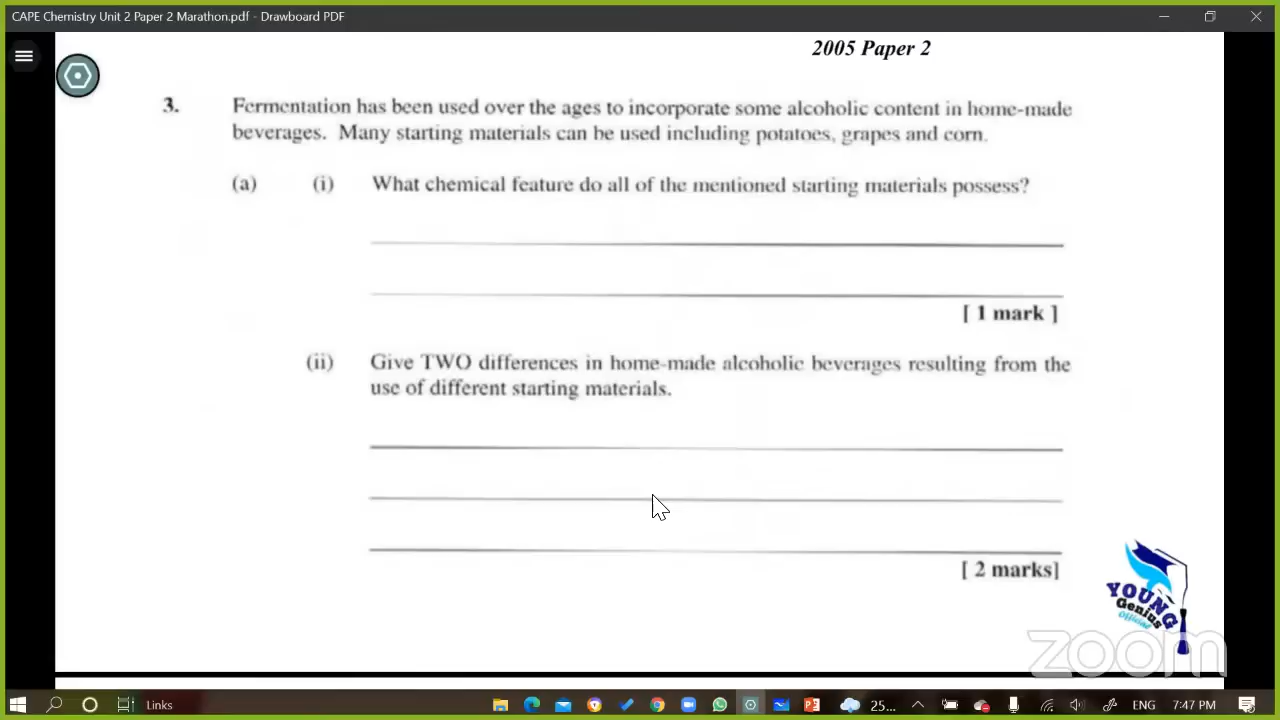 CAPE Chemistry Unit 2 Paper 2 Marathon.pdf - Drawboard PDF
2005 Paper 2
3. Fermentation has been used over the ages to incorporate some alcoholic content in home-made
beverages. Many starting materials can be used including potatoes, grapes and corn.
(a) (i) What chemical feature do all of the mentioned starting materials possess?
[ 1 mark ]
(ii) Give TWO differences in home-made alcoholic beverages resulting from the
use of different starting materials.
[ 2 marks]
YOUNG
Genius
Official
zoom
Links 25... ENG 7:47 PM